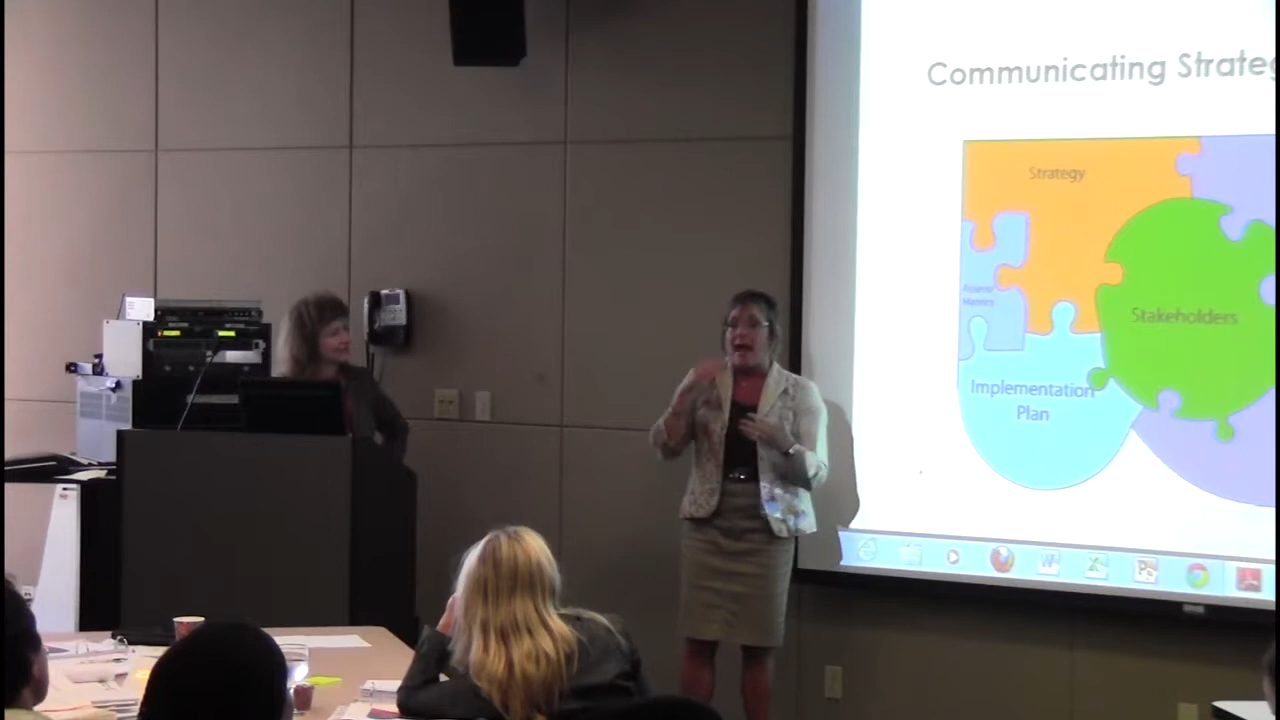 Communicating Strateg
Strategy
Stakeholders
Implementation
Plan